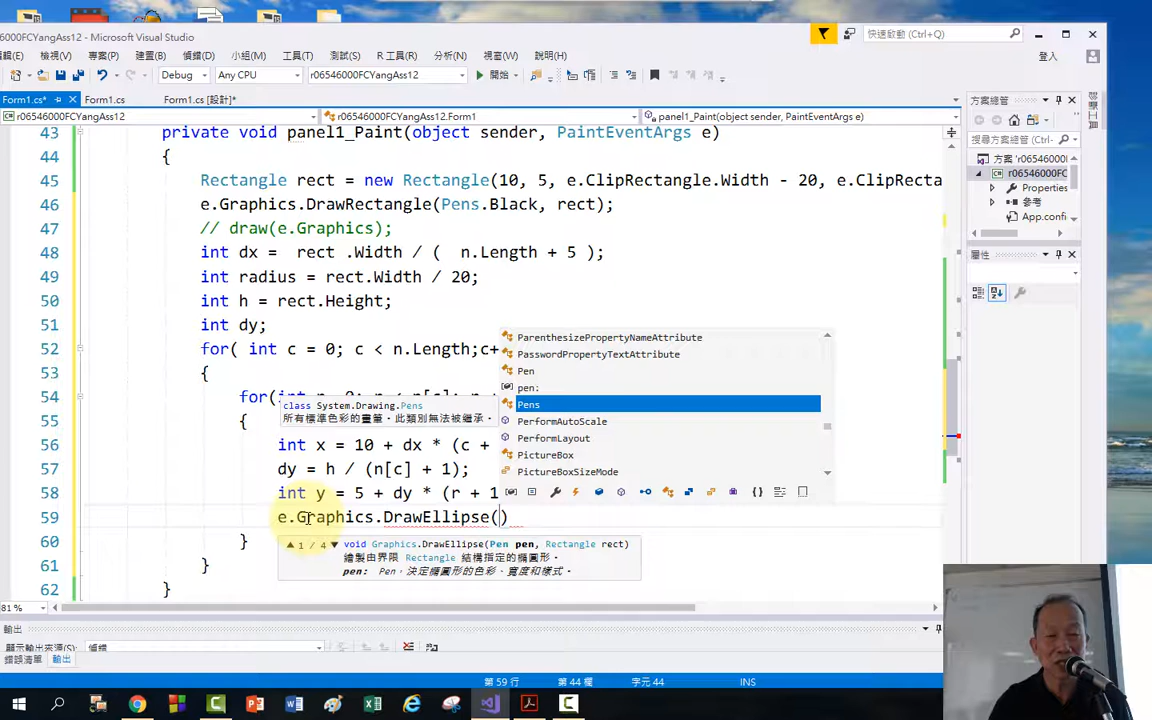 6000FCYangAss12 - Microsoft Visual Studio
快速啟動 (Ctrl+Q)
編輯(E) 檢視(V) 專案(P) 建置(B) 偵錯(D) 小組(M) 工具(T) 測試(S) R 工具(R) 分析(N) 視窗(W) 說明(H) 登入
Debug Any CPU r06546000FCYangAss12 開始
Form1.cs* Form1.cs Form1.cs [設計]* 方案總管
r06546000FCYangAss12 r06546000FCYangAss12.Form1 panel1_Paint(object sender, PaintEventArgs e)
43 private void panel1_Paint(object sender, PaintEventArgs e)
44 {
45 Rectangle rect = new Rectangle(10, 5, e.ClipRectangle.Width - 20, e.ClipRecta
46 e.Graphics.DrawRectangle(Pens.Black, rect);
47 // draw(e.Graphics);
48 int dx = rect .Width / ( n.Length + 5 );
49 int radius = rect.Width / 20;
50 int h = rect.Height;
51 int dy;
52 for( int c = 0; c < n.Length;c+
53 {
54 for(int
55 {
56 int x = 10 + dx * (c +
57 dy = h / (n[c] + 1);
58 int y = 5 + dy * (r + 1
59 e.Graphics.DrawEllipse()
60 }
61 }
62 }
ParenthesizePropertyNameAttribute
PasswordPropertyTextAttribute
Pen
pen:
Pens
PerformAutoScale
PerformLayout
PictureBox
PictureBoxSizeMode
class System.Drawing.Pens
所有標準色彩的畫筆。此類別無法被繼承。
1 / 4 void Graphics.DrawEllipse(Pen pen, Rectangle rect)
繪製由界限 Rectangle 結構指定的橢圓形。
pen: Pen，決定橢圓形的色彩、寬度和樣式。
搜尋方案總管
方案 'r0654600
r06546000FC
Properties
參考
App.confi
屬性
81 %
輸出
顯示輸出來源(S): 偵錯
錯誤清單 輸出
第 59 行 第 44 欄 字元 44 INS